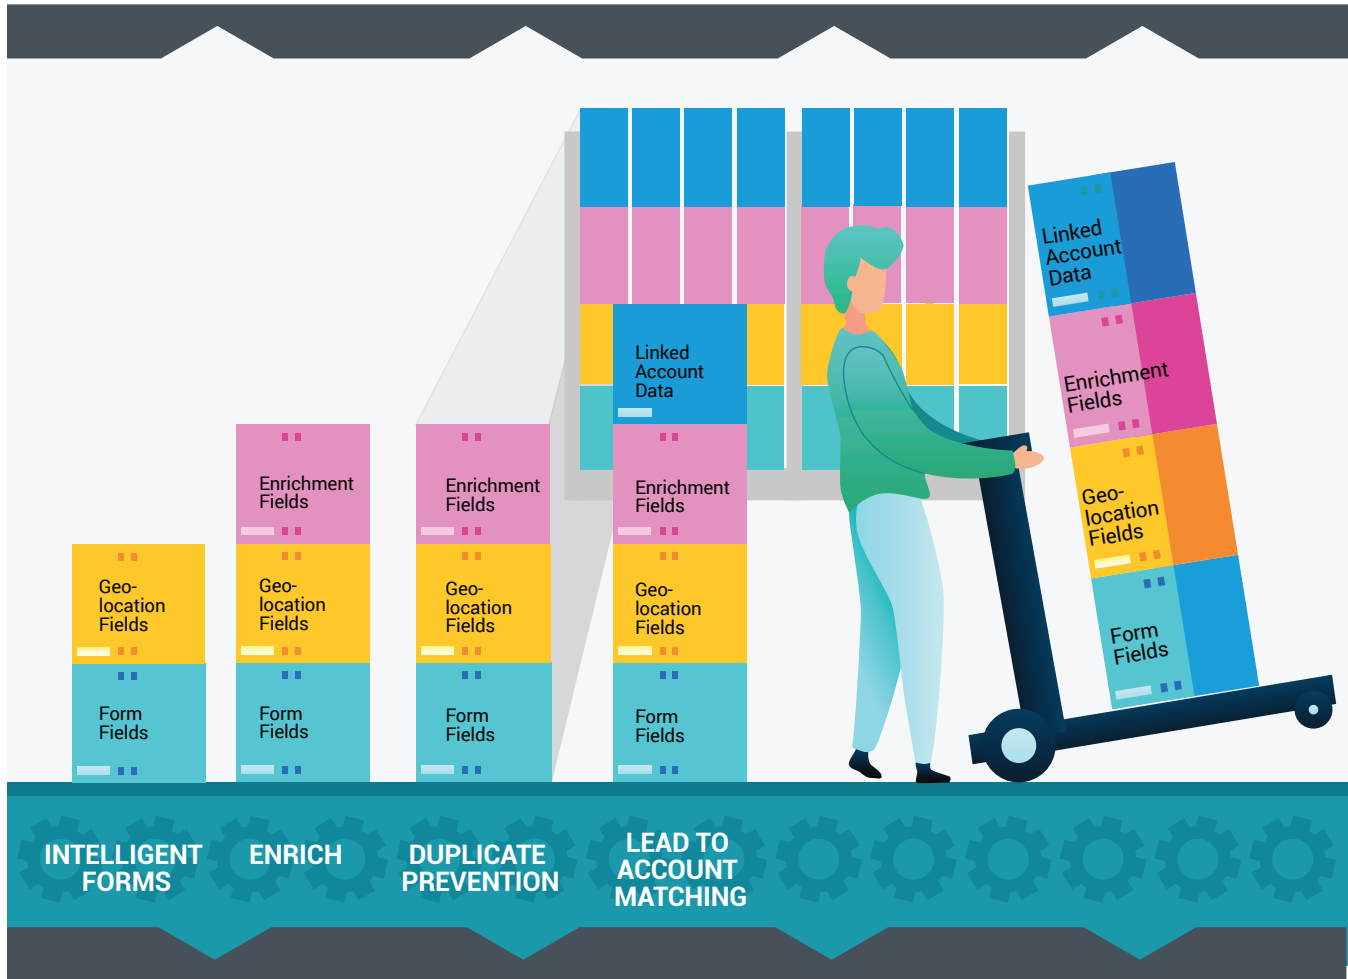 Geo-
location
Fields
Form
Fields
INTELLIGENT
FORMS
Enrichment
Fields
Geo-
location
Fields
Form
Fields
ENRICH
Enrichment
Fields
Geo-
location
Fields
Form
Fields
DUPLICATE
PREVENTION
Linked
Account
Data
Enrichment
Fields
Geo-
location
Fields
Form
Fields
LEAD TO
ACCOUNT
MATCHING
Linked
Account
Data
Enrichment
Fields
Geo-
location
Fields
Form
Fields